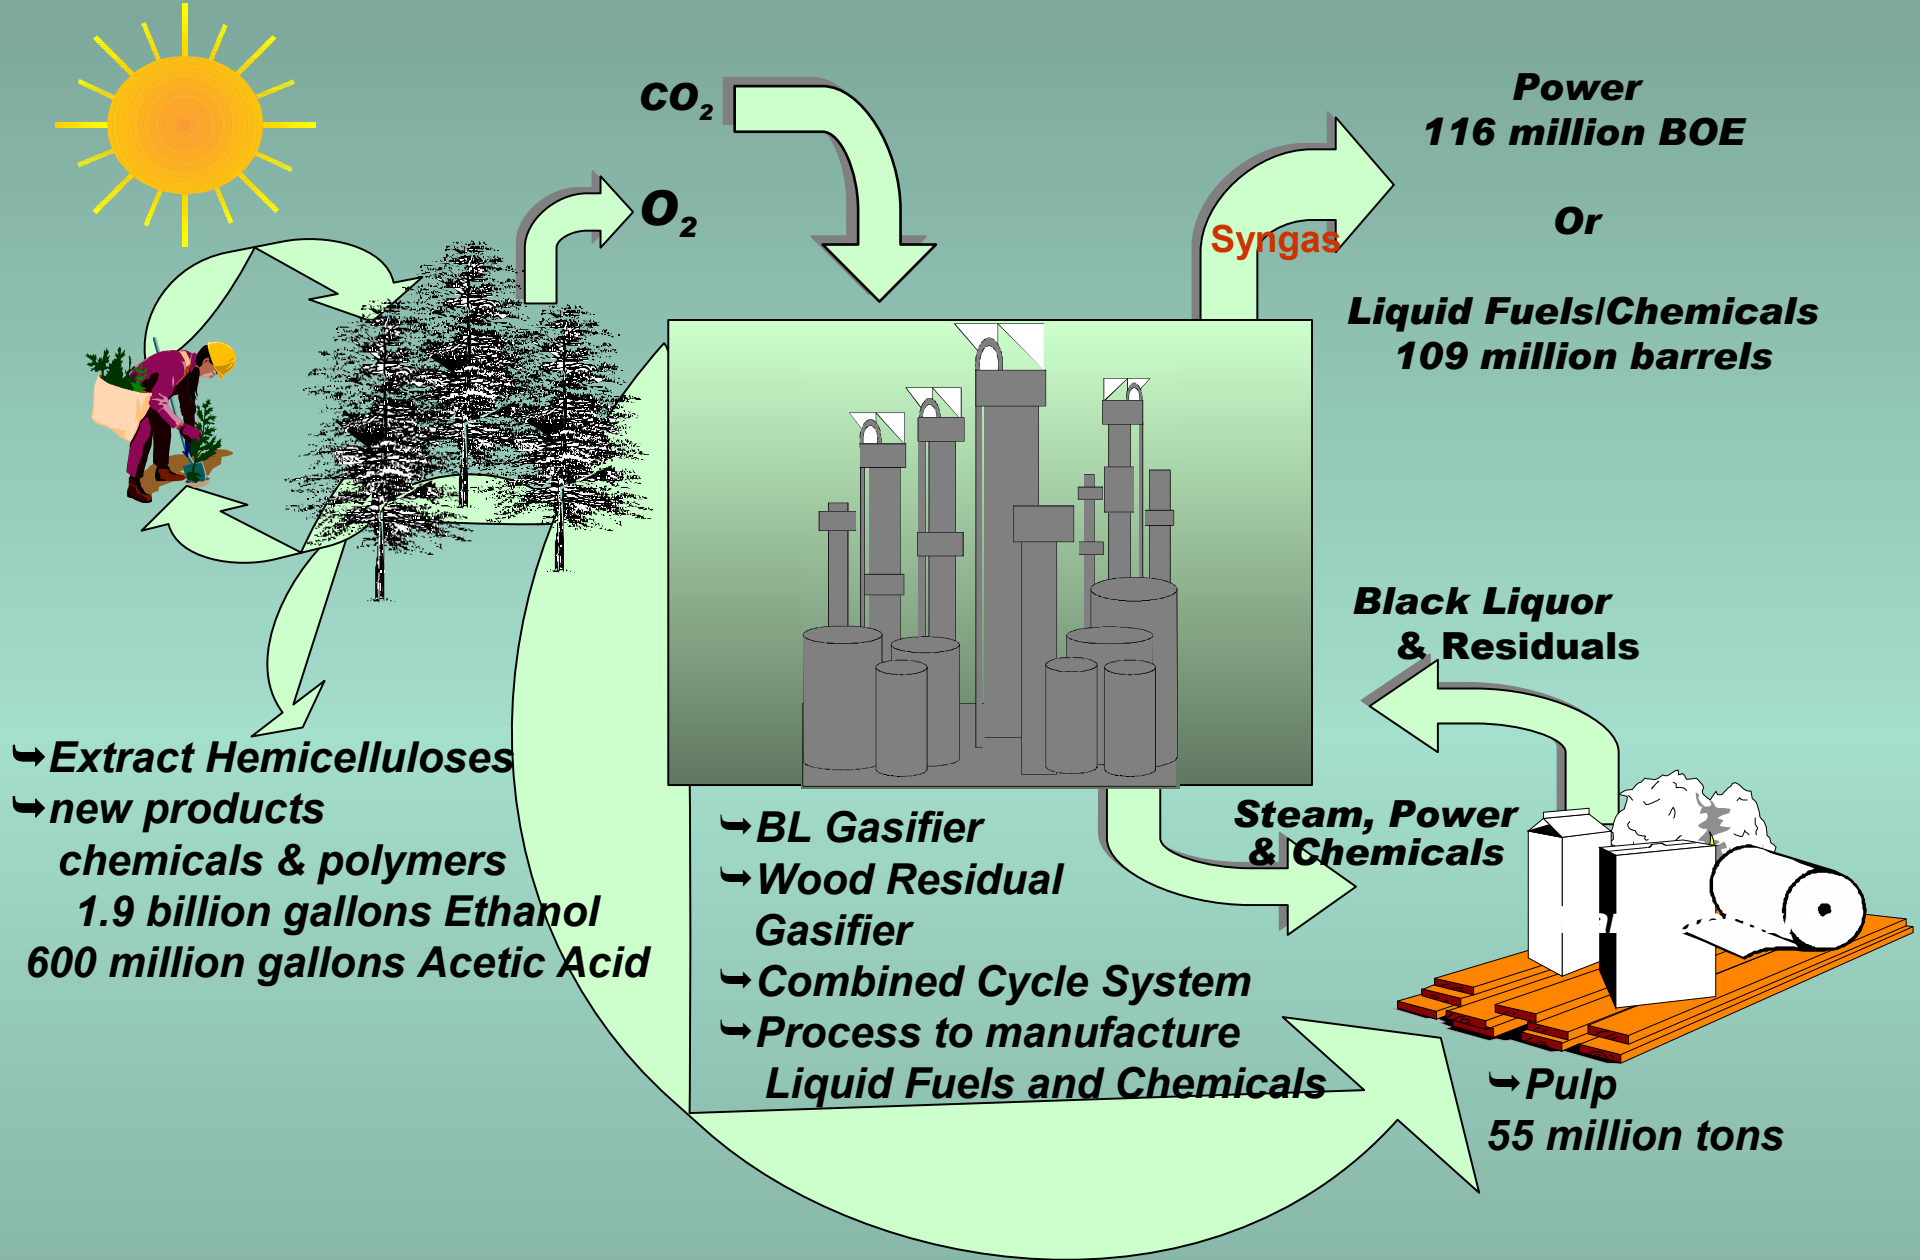 CO₂
O₂
Syngas
Power
116 million BOE
Or
Liquid Fuels/Chemicals
109 million barrels
Black Liquor
& Residuals
Steam, Power
& Chemicals
➥Extract Hemicelluloses
➥new products
chemicals & polymers
1.9 billion gallons Ethanol
600 million gallons Acetic Acid
➥BL Gasifier
➥Wood Residual
Gasifier
➥Combined Cycle System
➥Process to manufacture
Liquid Fuels and Chemicals
➥Pulp
55 million tons